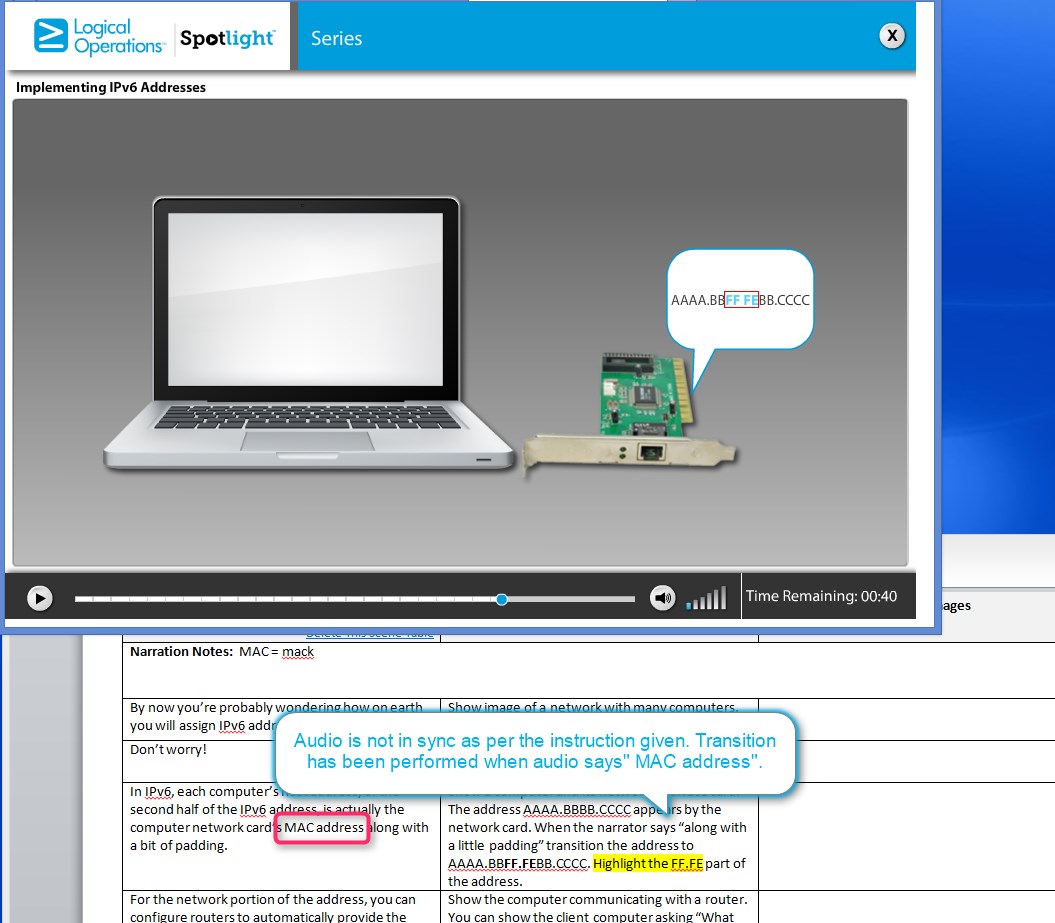 Logical
Operations™
Spotlight™
Series
X
Implementing IPv6 Addresses
AAAA.BBFF FEBB.CCCC
Time Remaining: 00:40
ages
Delete This Scene Table
Narration Notes: MAC = mack
By now you're probably wondering how on earth
you will assign IPv6 addr
Show image of a network with many computers.
Don't worry!
Audio is not in sync as per the instruction given. Transition
has been performed when audio says" MAC address".
In IPv6, each computer's
second half of the IPv6 address, is actually the
computer network card's MAC address along with
a bit of padding.
The address AAAA.BBBB.CCCC appears by the
network card. When the narrator says "along with
a little padding" transition the address to
AAAA.BBFF.FEBB.CCCC. Highlight the FF.FE part of
the address.
For the network portion of the address, you can
configure routers to automatically provide the
Show the computer communicating with a router.
You can show the client computer asking "What